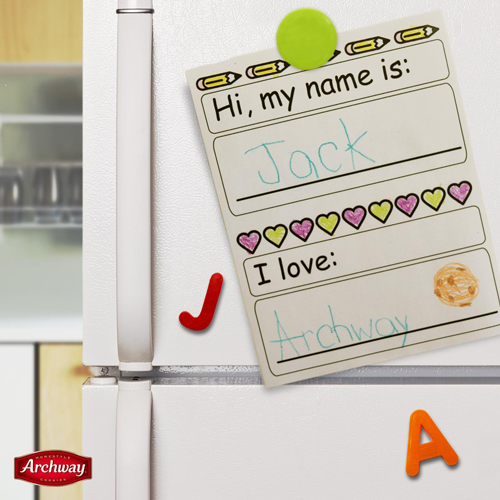 Hi, my name is:
Jack
I love:
Archway
J
A
HOMESTYLE
Archway
COOKIES